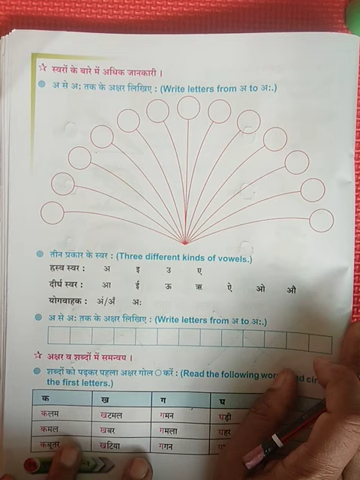 ☆ स्वरों के बारे में अधिक जानकारी ।
अ से अः तक के अक्षर लिखिए : (Write letters from अ to अः.)
तीन प्रकार के स्वर : (Three different kinds of vowels.)
ह्रस्व स्वर : अ इ उ ए
दीर्घ स्वर : आ ई ऊ ऋ ऐ ओ औ
योगवाहक : अं/अँ अः
अ से अः तक के अक्षर लिखिए : (Write letters from अ to अः,)
☆ अक्षर व शब्दों में समन्वय ।
शब्दों को पढ़कर पहला अक्षर गोल ○ करें : (Read the following
the first letters.)
क ख ग घ
कलम खटमल गमन घड़ी
कमल खबर गमला
कबूतर खटिया गगन